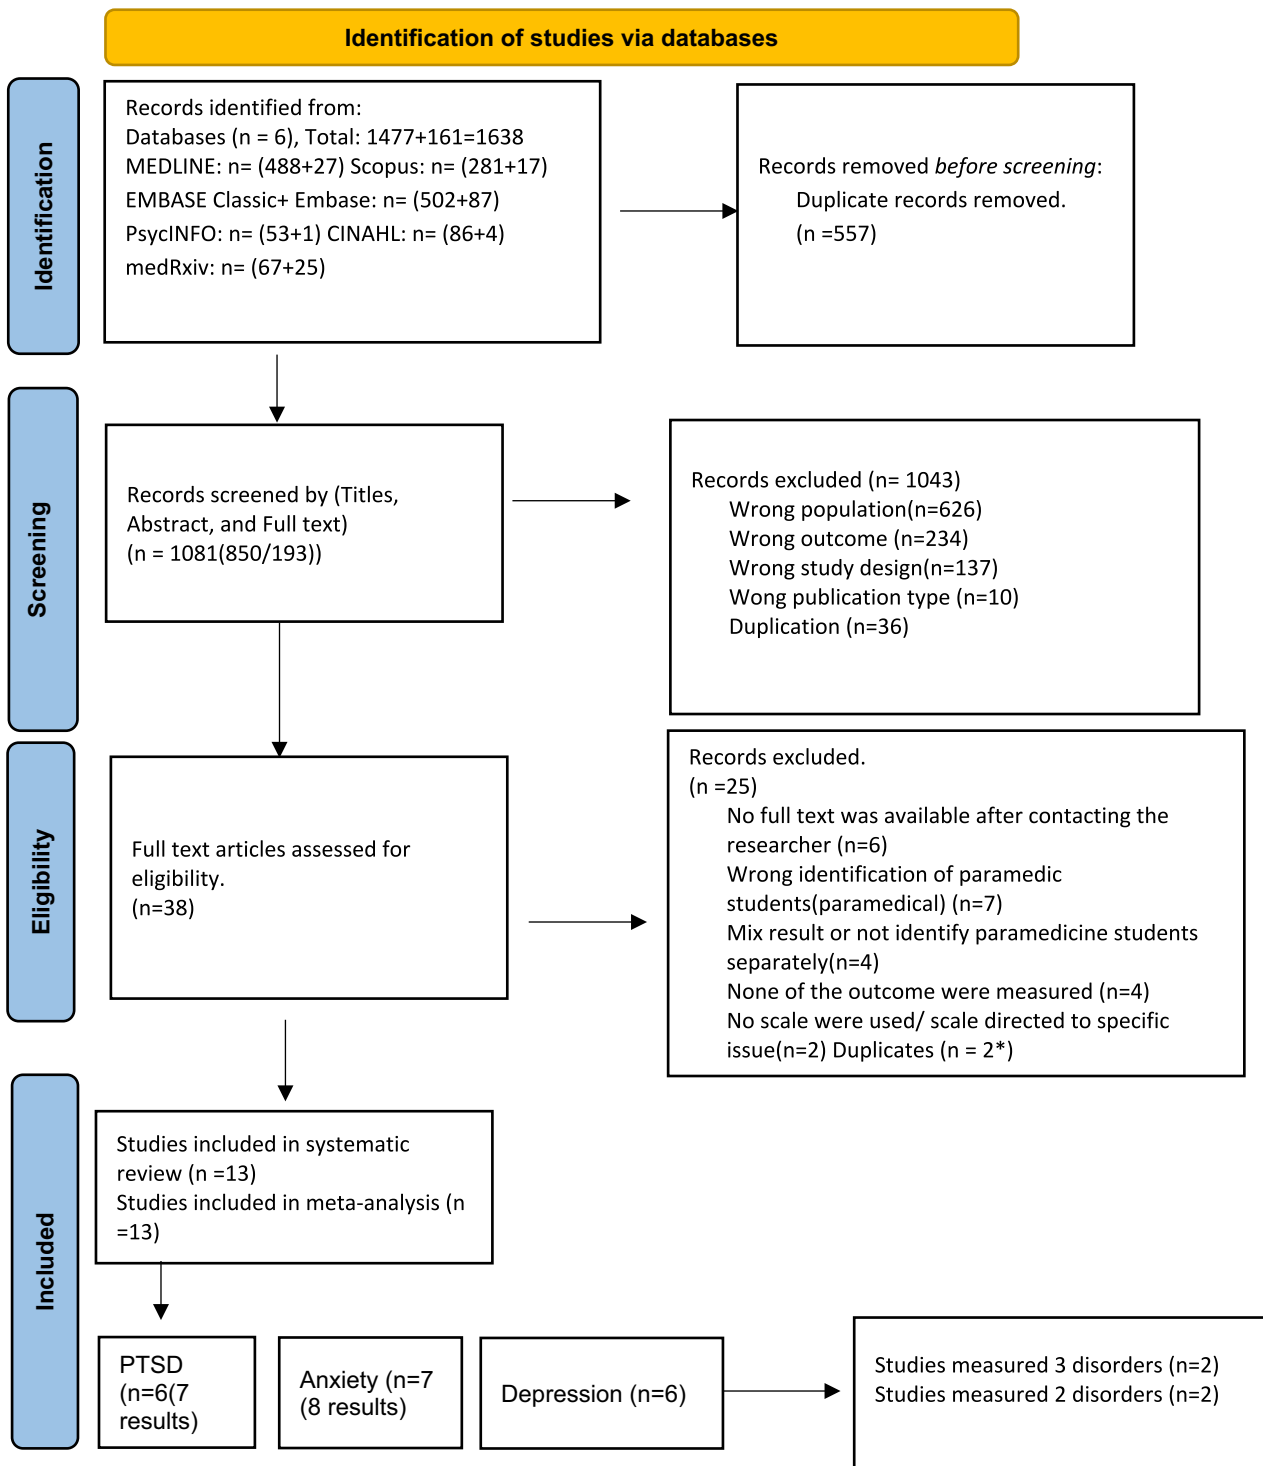 Identification of studies via databases
Identification
Records identified from:
Databases (n = 6), Total: 1477+161=1638
MEDLINE: n= (488+27) Scopus: n= (281+17)
EMBASE Classic+ Embase: n= (502+87)
PsycINFO: n= (53+1) CINAHL: n= (86+4)
medRxiv: n= (67+25)
Records removed before screening:
Duplicate records removed.
(n =557)
Screening
Records screened by (Titles,
Abstract, and Full text)
(n = 1081(850/193))
Records excluded (n= 1043)
Wrong population(n=626)
Wrong outcome (n=234)
Wrong study design(n=137)
Wong publication type (n=10)
Duplication (n=36)
Eligibility
Full text articles assessed for
eligibility.
(n=38)
Records excluded.
(n =25)
No full text was available after contacting the
researcher (n=6)
Wrong identification of paramedic
students(paramedical) (n=7)
Mix result or not identify paramedicine students
separately(n=4)
None of the outcome were measured (n=4)
No scale were used/ scale directed to specific
issue(n=2) Duplicates (n = 2*)
Included
Studies included in systematic
review (n =13)
Studies included in meta-analysis (n
=13)
PTSD
(n=6(7
results)
Anxiety (n=7
(8 results)
Depression (n=6)
Studies measured 3 disorders (n=2)
Studies measured 2 disorders (n=2)